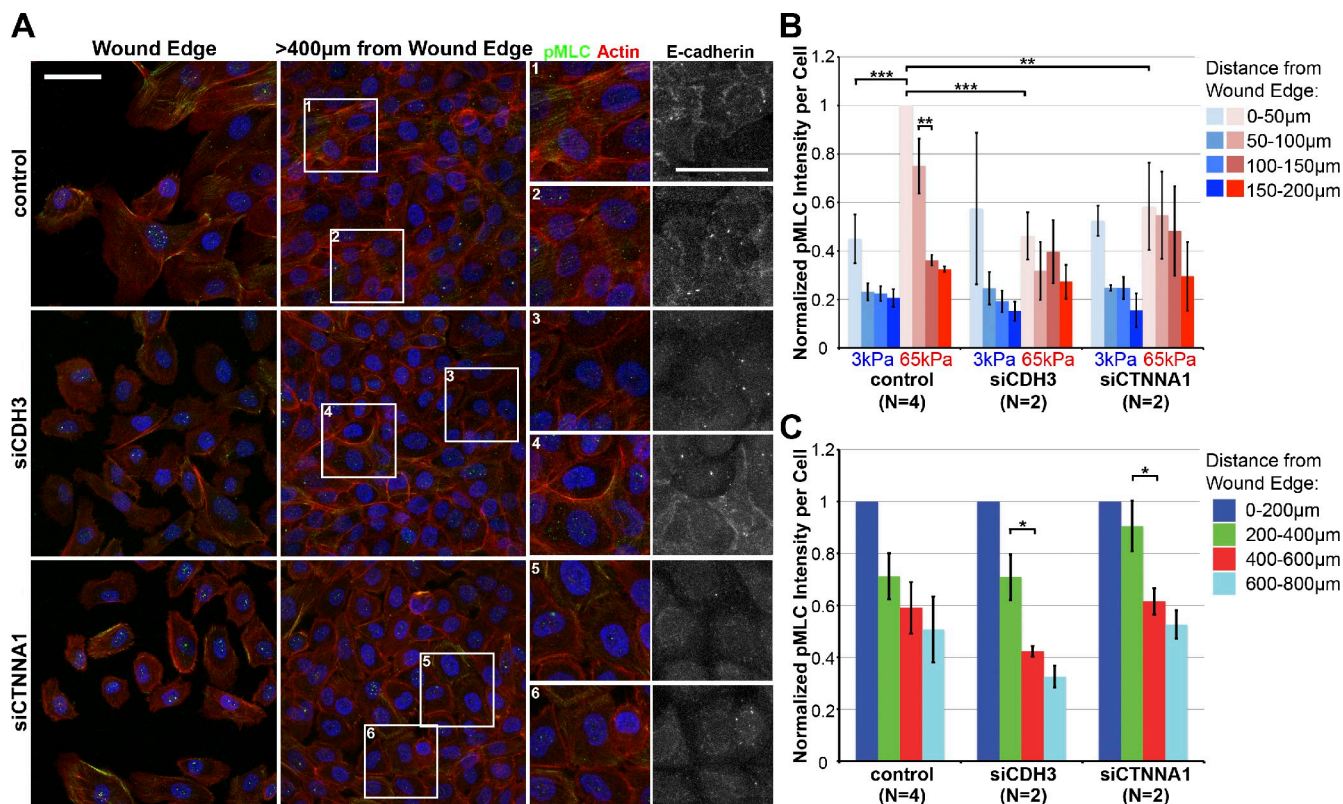 A
Wound Edge
>400µm from Wound Edge
pMLC Actin
E-cadherin
control
1
2
1
2
siCDH3
3
4
3
4
siCTNNA1
5
6
5
6
B
Normalized pMLC Intensity per Cell
1.2
1
0.8
0.6
0.4
0.2
0
***
**
***
**
3kPa 65kPa 3kPa 65kPa 3kPa 65kPa
control siCDH3 siCTNNA1
(N=4) (N=2) (N=2)
Distance from
Wound Edge:
0-50µm
50-100µm
100-150µm
150-200µm
C
Normalized pMLC Intensity per Cell
1.2
1
0.8
0.6
0.4
0.2
0
*
*
control siCDH3 siCTNNA1
(N=4) (N=2) (N=2)
Distance from
Wound Edge:
0-200µm
200-400µm
400-600µm
600-800µm